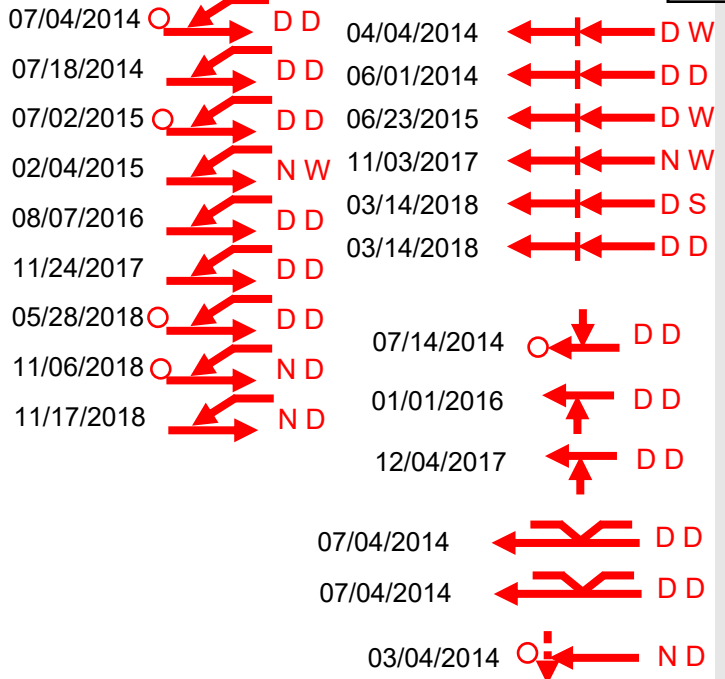 07/04/2014 D D
07/18/2014 D D
07/02/2015 D D
02/04/2015 N W
08/07/2016 D D
11/24/2017 D D
05/28/2018 D D
11/06/2018 N D
11/17/2018 N D
04/04/2014 D W
06/01/2014 D D
06/23/2015 D W
11/03/2017 N W
03/14/2018 D S
03/14/2018 D D
07/14/2014 D D
01/01/2016 D D
12/04/2017 D D
07/04/2014 D D
07/04/2014 D D
03/04/2014 N D